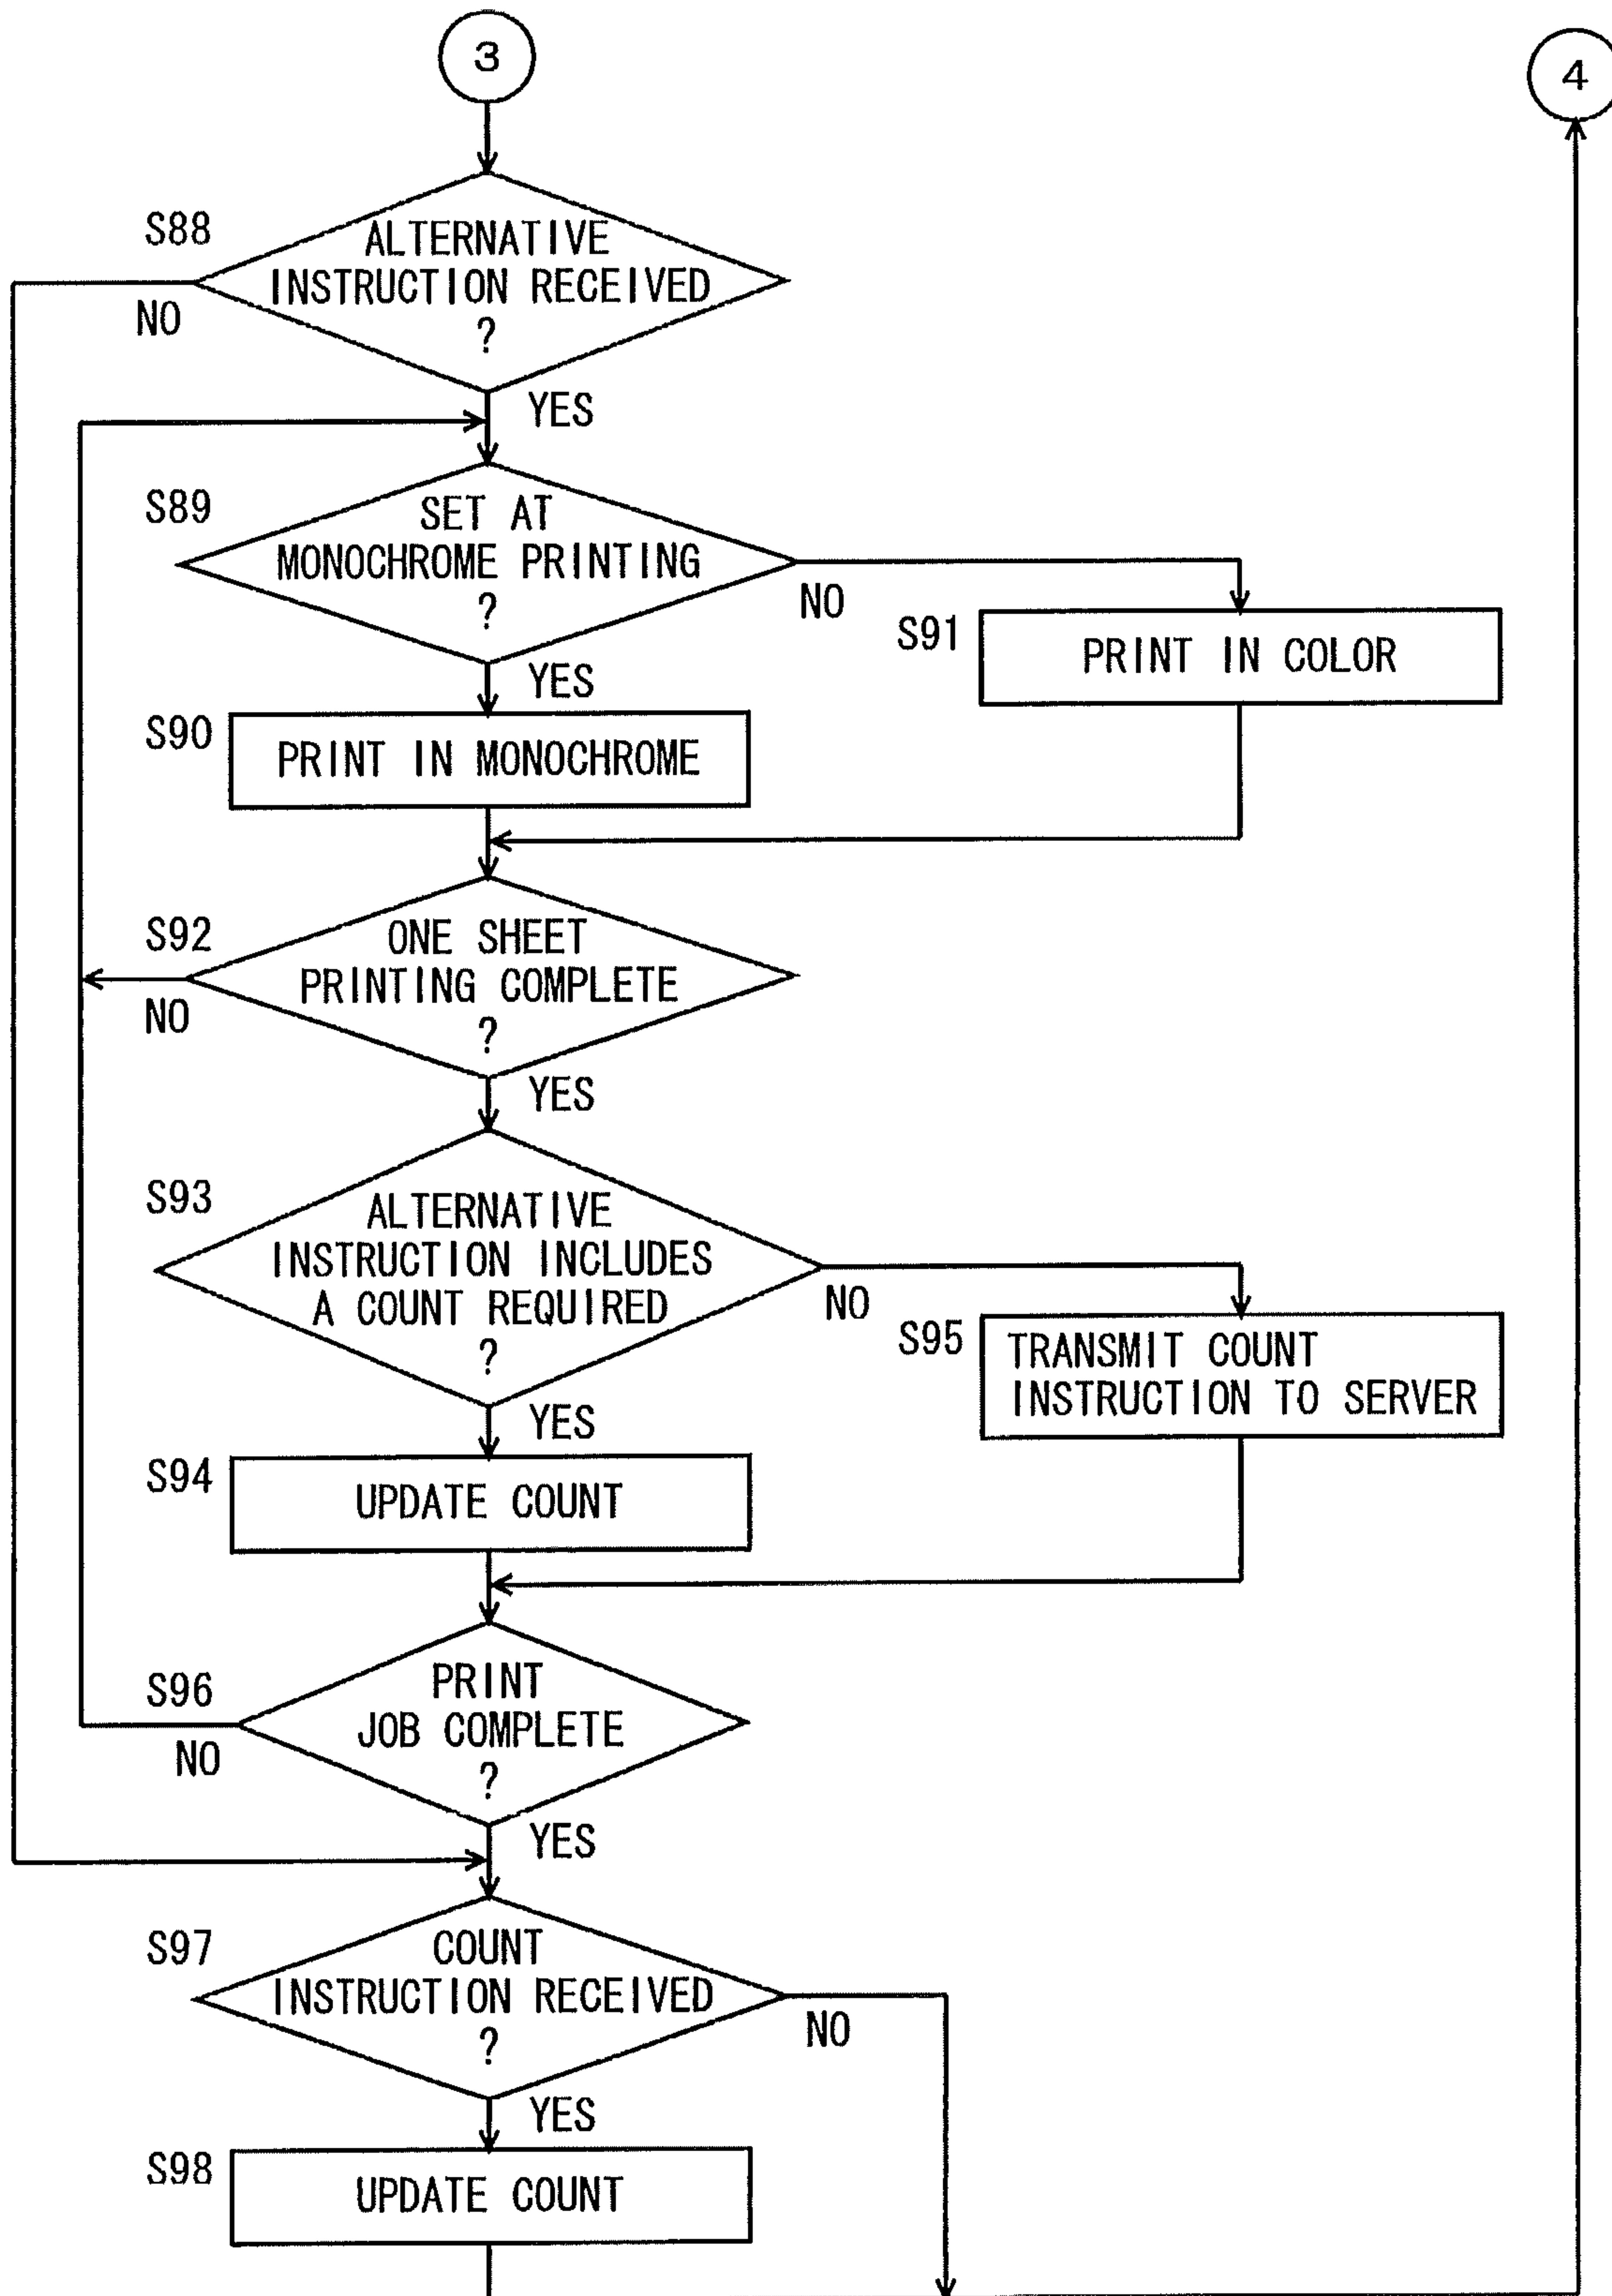 3
4
S88
ALTERNATIVE
INSTRUCTION RECEIVED
?
NO
YES
S89
SET AT
MONOCHROME PRINTING
?
NO
YES
S91
PRINT IN COLOR
S90
PRINT IN MONOCHROME
S92
ONE SHEET
PRINTING COMPLETE
?
NO
YES
S93
ALTERNATIVE
INSTRUCTION INCLUDES
A COUNT REQUIRED
?
NO
YES
S95
TRANSMIT COUNT
INSTRUCTION TO SERVER
S94
UPDATE COUNT
S96
PRINT
JOB COMPLETE
?
NO
YES
S97
COUNT
INSTRUCTION RECEIVED
?
NO
YES
S98
UPDATE COUNT